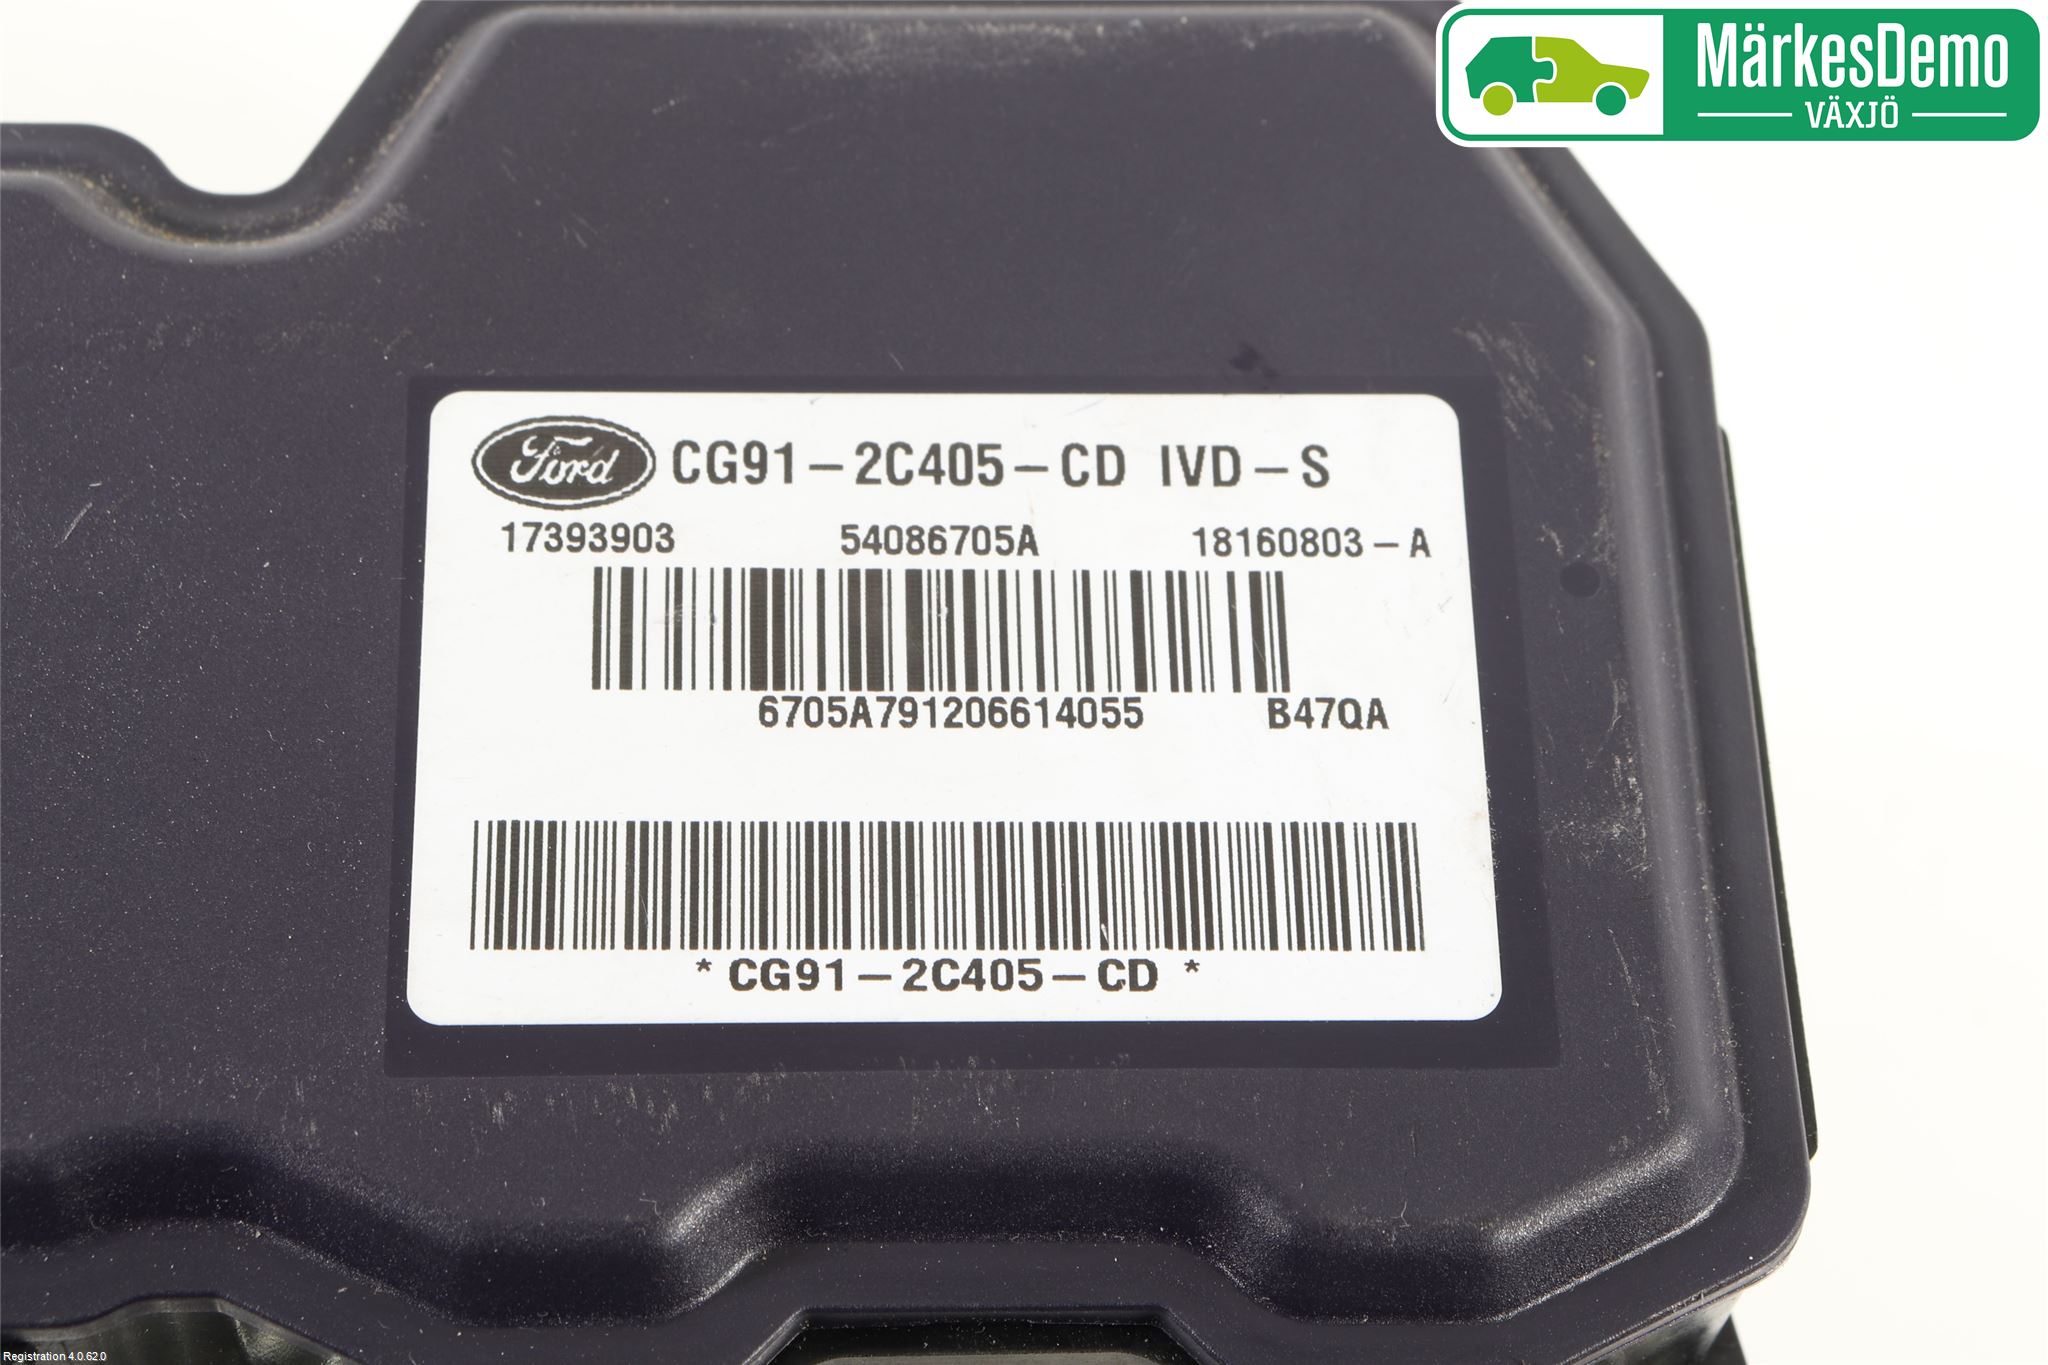 MärkesDemo
VÄXJÖ
Ford CG91-2C405-CD IVD-S
17393903 54086705A 18160803-A
6705A791206614055 B47QA
*CG91-2C405-CD*
Registration 4.0.62.0